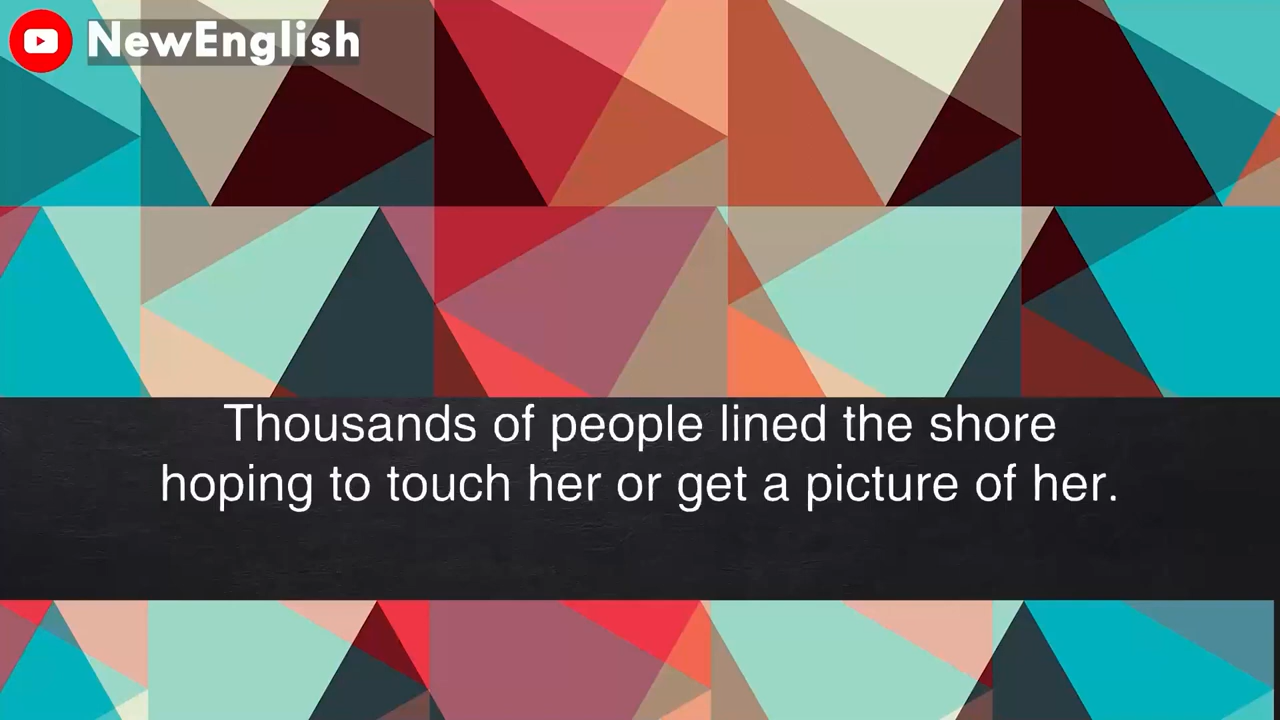 NewEnglish
Thousands of people lined the shore
hoping to touch her or get a picture of her.